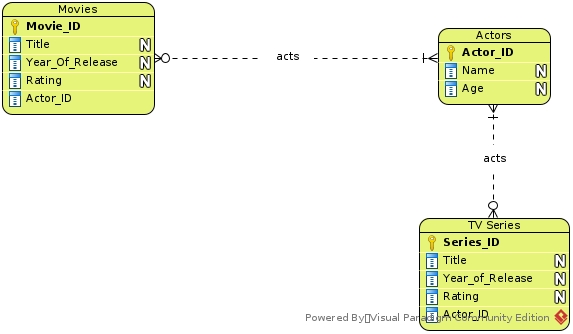 Movies
Movie_ID
Title N
Year_Of_Release N
Rating N
Actor_ID
acts
Actors
Actor_ID
Name N
Age N
acts
TV Series
Series_ID
Title N
Year_of_Release N
Rating N
Actor_ID
Powered By▯Visual Paradigm Community Edition